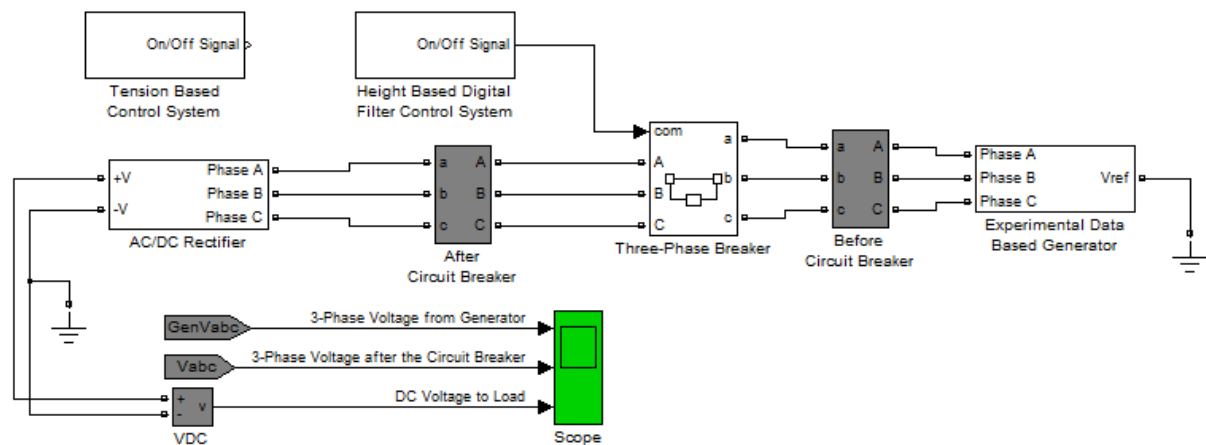 On/Off Signal
Tension Based
Control System
On/Off Signal
Height Based Digital
Filter Control System
+V
-V
Phase A
Phase B
Phase C
AC/DC Rectifier
a
b
c
A
B
C
After
Circuit Breaker
com
A
B
C
a
b
c
Three-Phase Breaker
a
b
c
A
B
C
Before
Circuit Breaker
Phase A
Phase B
Phase C
Vref
Experimental Data
Based Generator
GenVabc
3-Phase Voltage from Generator
Vabc
3-Phase Voltage after the Circuit Breaker
+
-
v
VDC
DC Voltage to Load
Scope